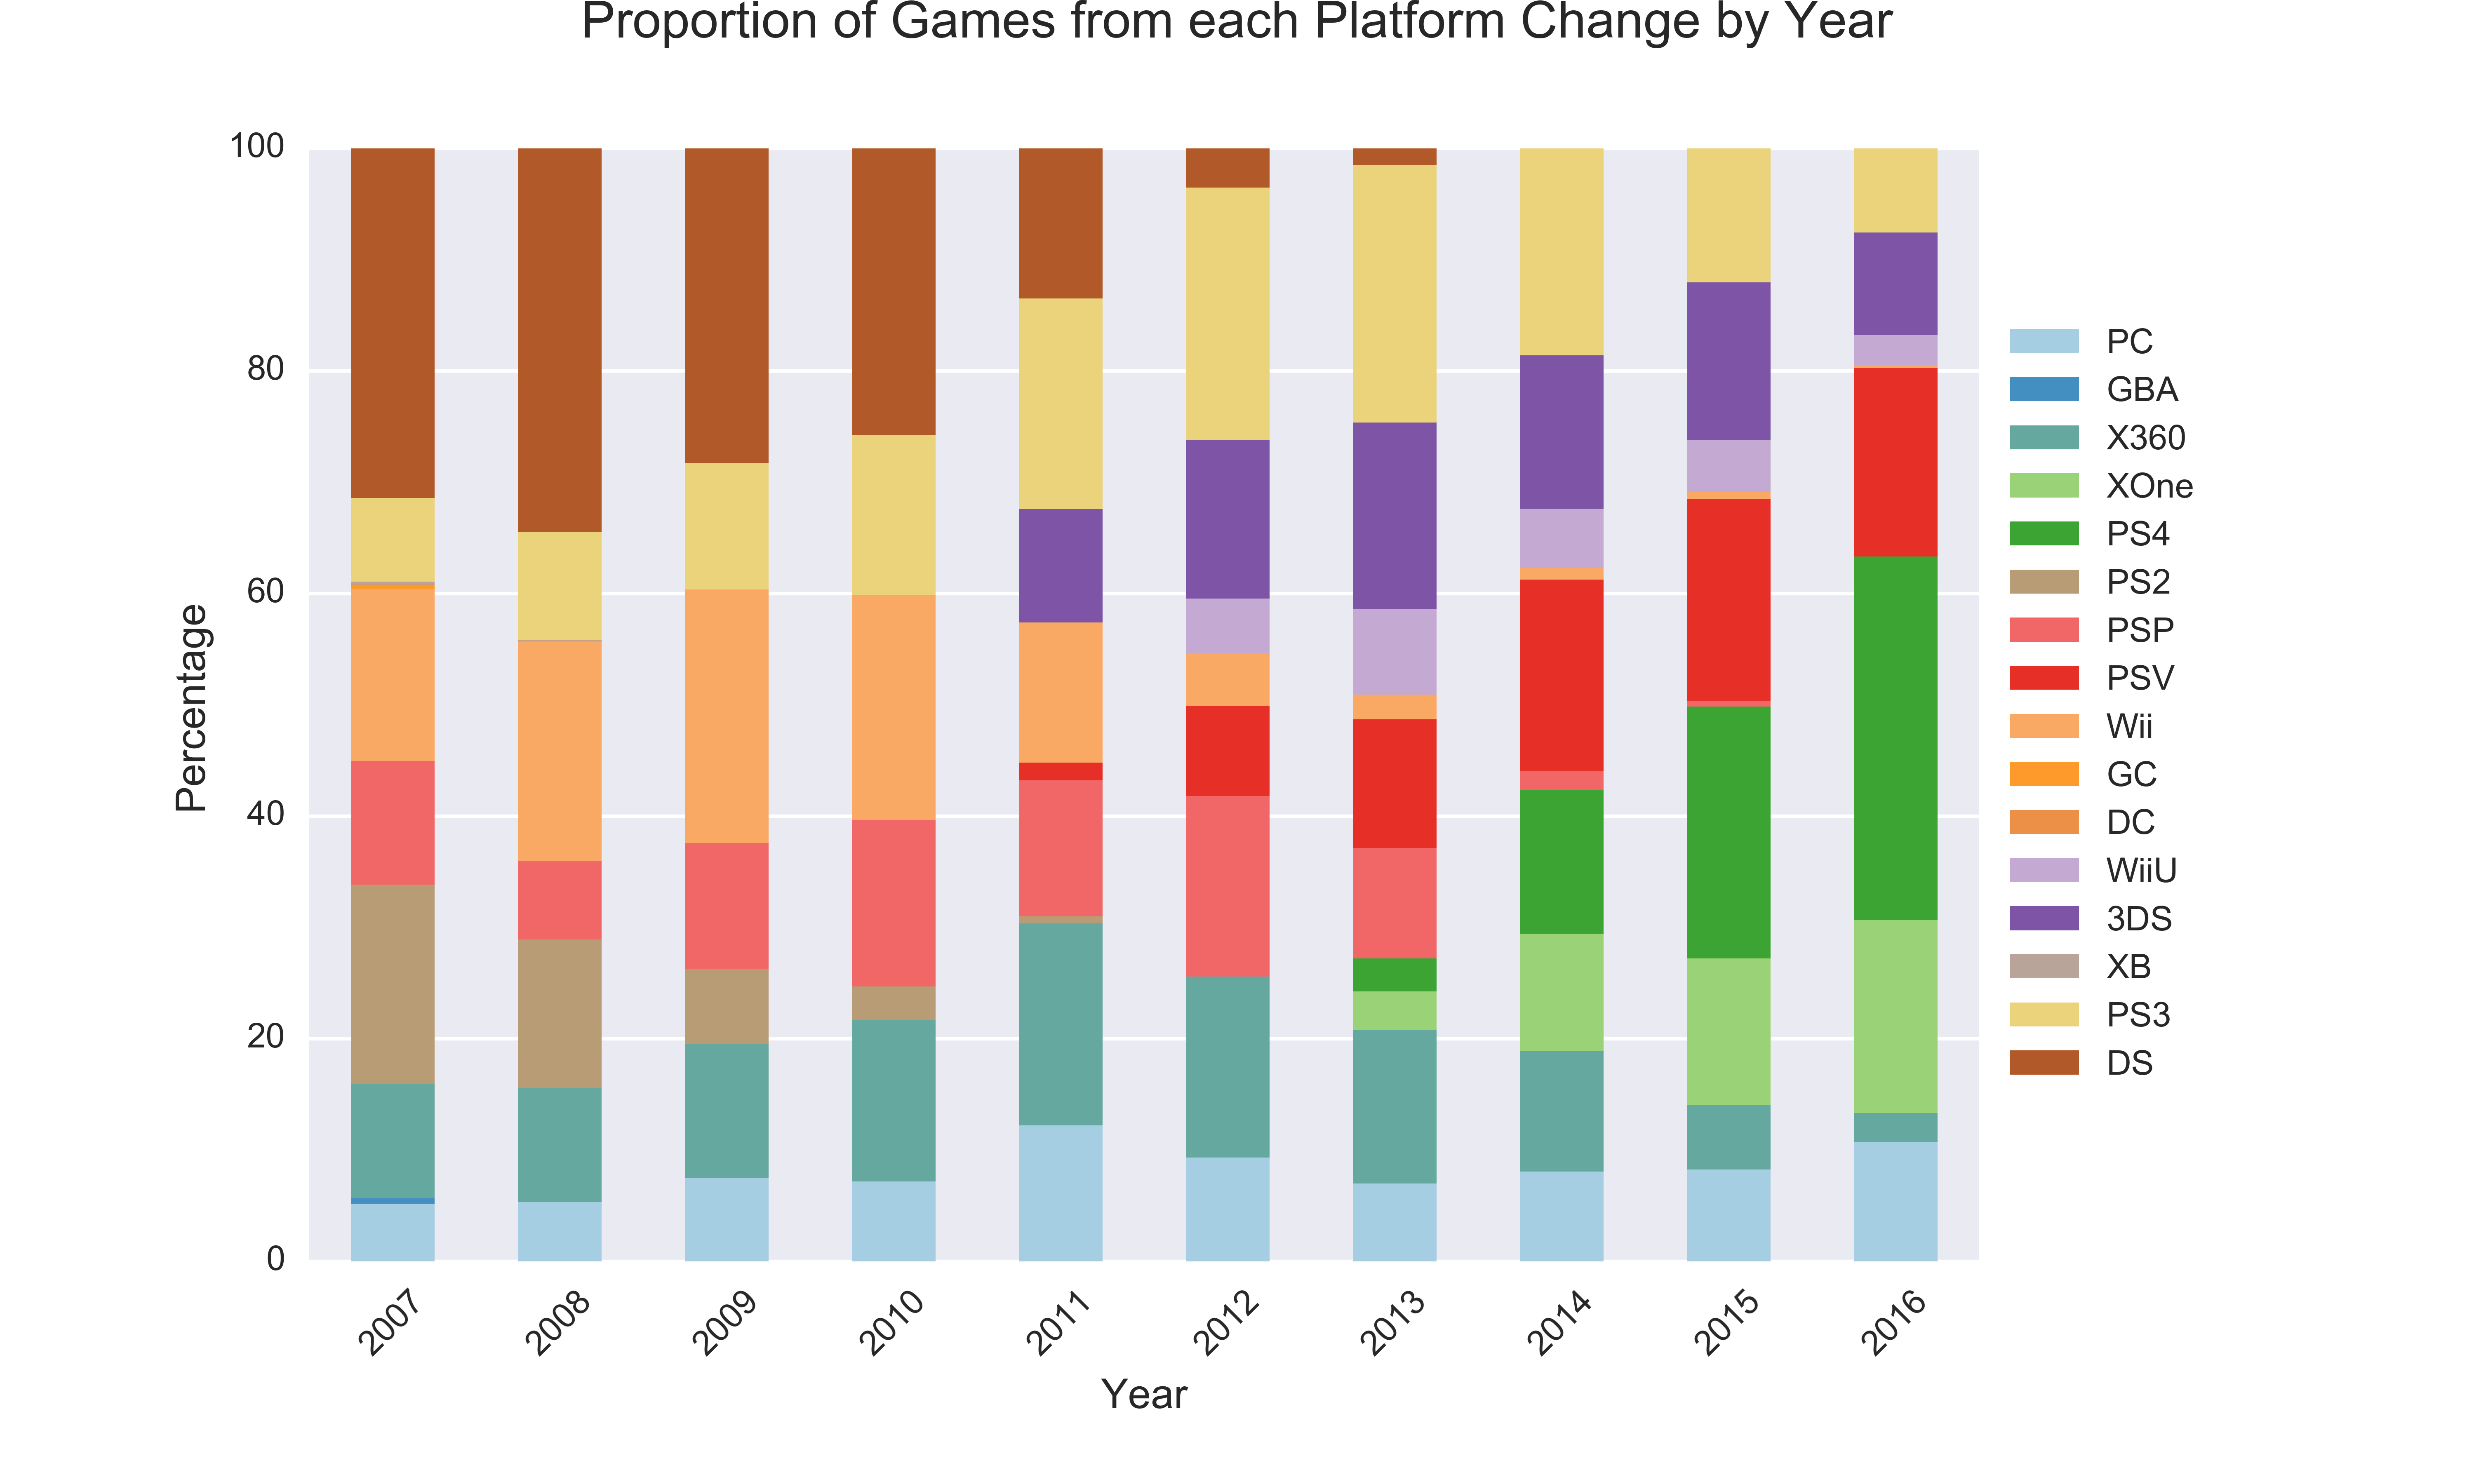 Proportion of Games from each Platform Change by Year
100
80
60
40
20
0
Percentage
2007
2008
2009
2010
2011
2012
2013
2014
2015
2016
Year
PC
GBA
X360
XOne
PS4
PS2
PSP
PSV
Wii
GC
DC
WiiU
3DS
XB
PS3
DS